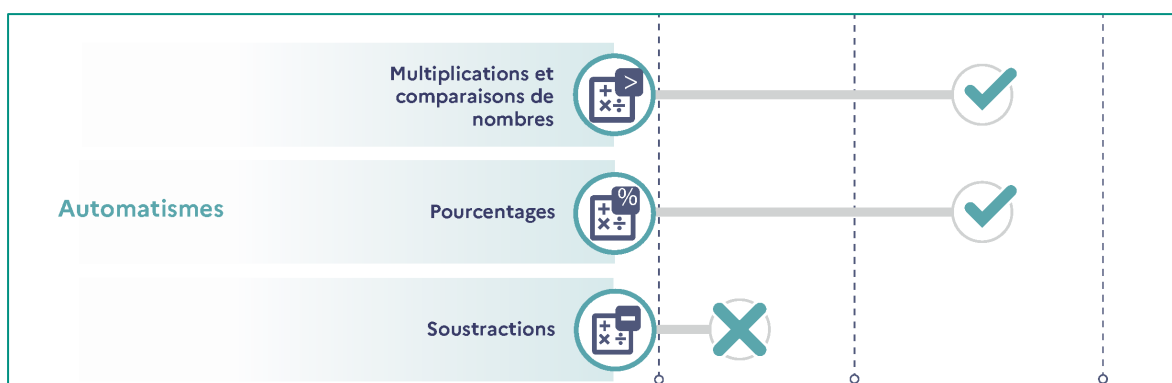 Multiplications et
comparaisons de
nombres
>
+
×÷
Automatismes
Pourcentages
%
+
×÷
Soustractions
−
+
×÷